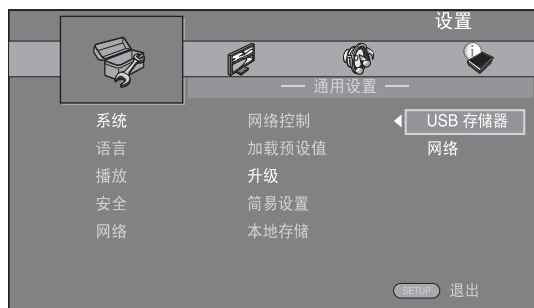 设置
— 通用设置 —
系统 网络控制 USB 存储器
语言 加载预设值 网络
播放 升级
安全 简易设置
网络 本地存储
SETUP 退出